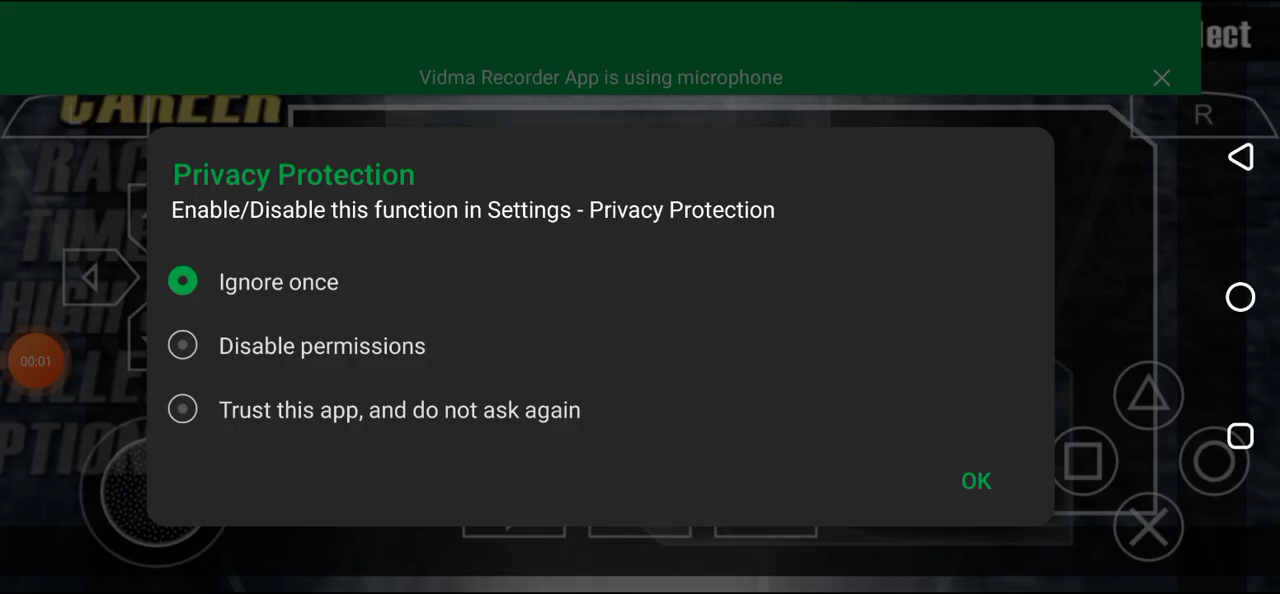 Vidma Recorder App is using microphone
CAREER
R
Privacy Protection
Enable/Disable this function in Settings - Privacy Protection
Ignore once
Disable permissions
00:01
Trust this app, and do not ask again
OK